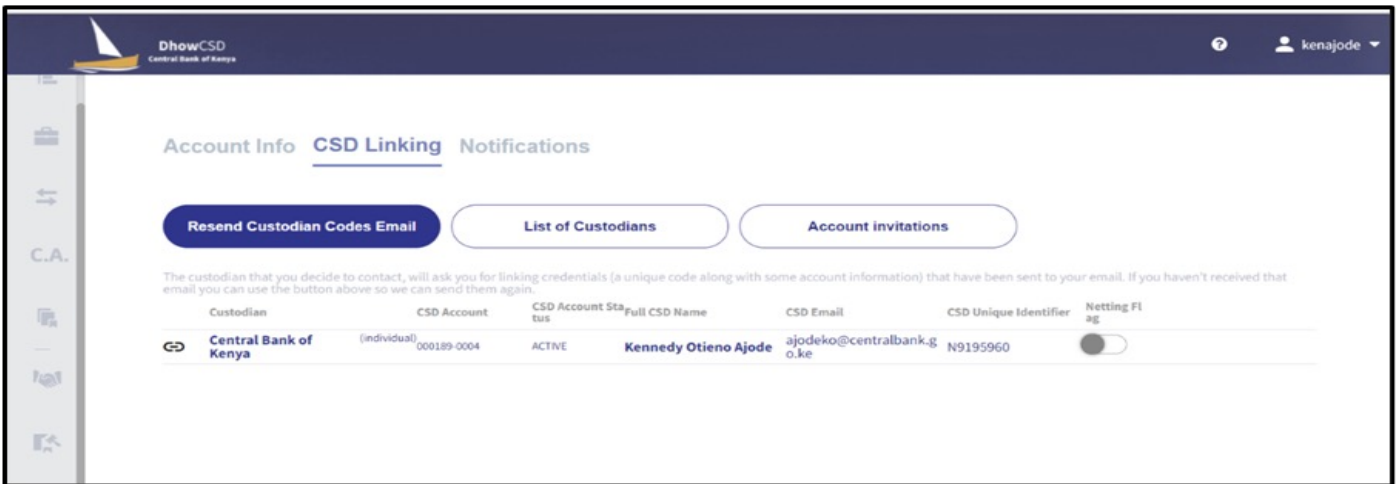 DhowCSD
Central Bank of Kenya
? kenajode
Account Info CSD Linking Notifications
Resend Custodian Codes Email List of Custodians Account invitations
C.A.
The custodian that you decide to contact, will ask you for linking credentials (a unique code along with some account information) that have been sent to your email. If you haven't received that
email you can use the button above so we can send them again.
Custodian CSD Account CSD Account Sta Full CSD Name CSD Email CSD Unique Identifier Netting Fl
tus ag
Central Bank of (individual) 000189-0004 ACTIVE Kennedy Otieno Ajode ajodeko@centralbank.g N9195960
Kenya o.ke